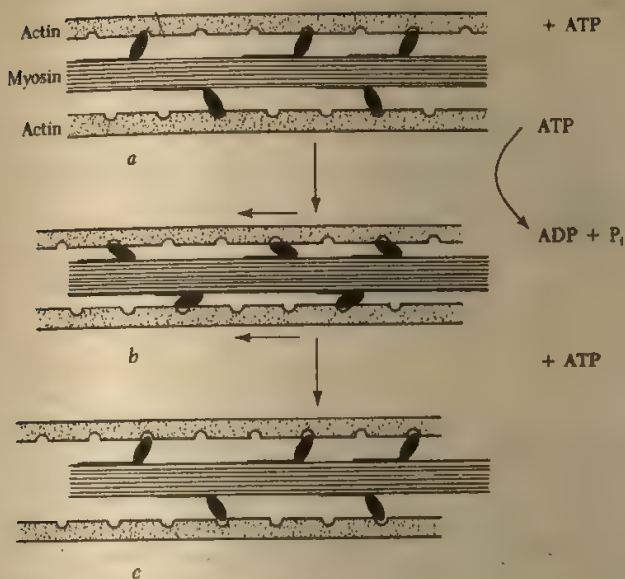 Actin
+ ATP
Myosin
Actin
ATP
a
ADP + Pi
b
+ ATP
c